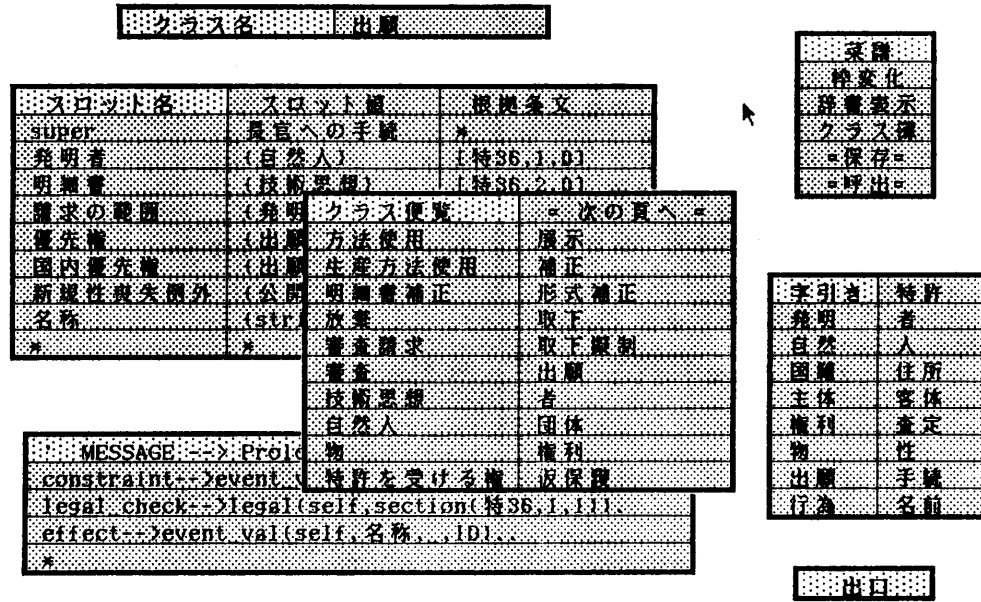 クラス名 出願
菜譜
枠変化
辞書表示
クラス
=保存=
=呼出=
スロット名 スロット値 根拠条文
super 長官への手続 *
発明者 (自然人) [特36,1,0]
明細書 (技術思想) [特36,2,0]
請求の範囲 (発明
優先権 (出願
国内優先権 (出願
新規性喪失例外 (公開
名称 (stri
* *
クラス便覧 = 次の頁へ =
方法使用 展示
生産方法使用 補正
明細書補正 形式補正
放棄 取下
審査請求 取下擬制
審査 出願
技術思想 者
自然人 団体
物 権利
特許を受ける権 仮保護
字引き 特許
発明 者
自然 人
国籍 住所
主体 客体
権利 査定
物 性
出願 手続
行為 名前
MESSAGE --> Prolo
constraint-->event_v
legal_check-->legal(self,section(特36,1,1)).
effect-->event_val(self,名称,_,ID)..
*
出口